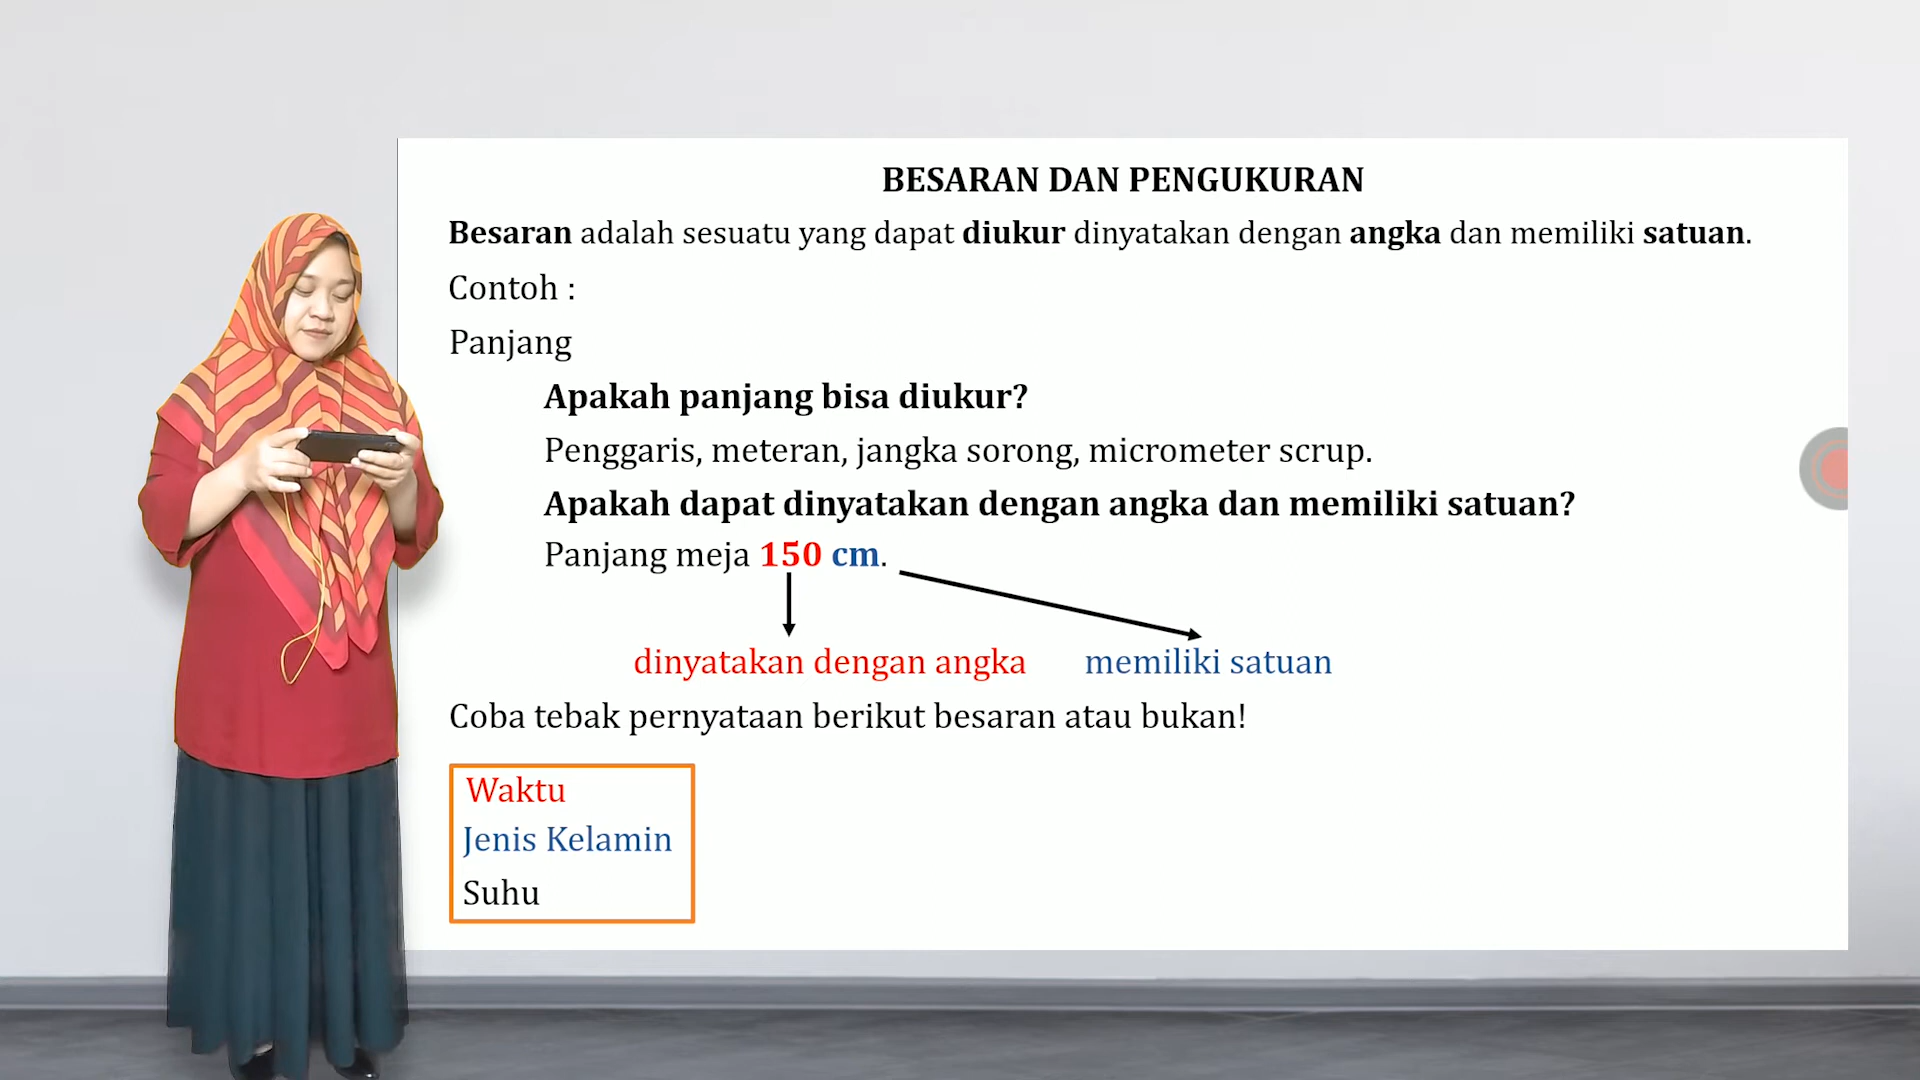 BESARAN DAN PENGUKURAN
Besaran adalah sesuatu yang dapat diukur dinyatakan dengan angka dan memiliki satuan.
Contoh :
Panjang
Apakah panjang bisa diukur?
Penggaris, meteran, jangka sorong, micrometer scrup.
Apakah dapat dinyatakan dengan angka dan memiliki satuan?
Panjang meja 150 cm.
dinyatakan dengan angka memiliki satuan
Coba tebak pernyataan berikut besaran atau bukan!
Waktu
Jenis Kelamin
Suhu